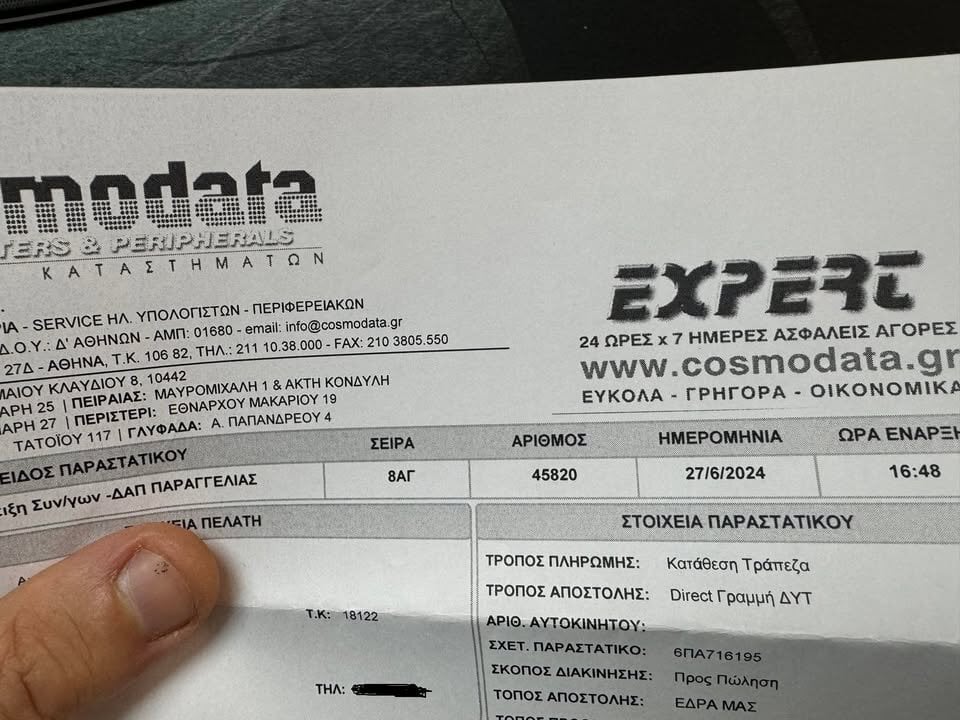 modata
TERS & PERIPHERALS
ΚΑΤΑΣΤΗΜΑΤΩΝ
ΡΙΑ - SERVICE ΗΛ. ΥΠΟΛΟΓΙΣΤΩΝ - ΠΕΡΙΦΕΡΕΙΑΚΩΝ
Δ.Ο.Υ.: Δ' ΑΘΗΝΩΝ - ΑΜΠ: 01680 - email: info@cosmodata.gr
27Δ - ΑΘΗΝΑ, Τ.Κ. 106 82, ΤΗΛ.: 211 10.38.000 - FAX: 210 3805.550
ΜΑΙΟΥ ΚΛΑΥΔΙΟΥ 8, 10442
ΑΡΗ 25 | ΠΕΙΡΑΙΑΣ: ΜΑΥΡΟΜΙΧΑΛΗ 1 & ΑΚΤΗ ΚΟΝΔΥΛΗ
ΑΡΗ 27 | ΠΕΡΙΣΤΕΡΙ: ΕΘΝΑΡΧΟΥ ΜΑΚΑΡΙΟΥ 19
ΤΑΤΟΪΟΥ 117 | ΓΛΥΦΑΔΑ: Α. ΠΑΠΑΝΔΡΕΟΥ 4
EXPERT
24 ΩΡΕΣ x 7 ΗΜΕΡΕΣ ΑΣΦΑΛΕΙΣ ΑΓΟΡΕΣ
www.cosmodata.gr
ΕΥΚΟΛΑ - ΓΡΗΓΟΡΑ - ΟΙΚΟΝΟΜΙΚΑ
ΕΙΔΟΣ ΠΑΡΑΣΤΑΤΙΚΟΥ ΣΕΙΡΑ ΑΡΙΘΜΟΣ ΗΜΕΡΟΜΗΝΙΑ ΩΡΑ ΕΝΑΡΞΗ
ιξη Συν/γων -ΔΑΠ ΠΑΡΑΓΓΕΛΙΑΣ 8ΑΓ 45820 27/6/2024 16:48
ΙΑ ΠΕΛΑΤΗ
Τ.Κ: 18122
ΤΗΛ:
ΣΤΟΙΧΕΙΑ ΠΑΡΑΣΤΑΤΙΚΟΥ
ΤΡΟΠΟΣ ΠΛΗΡΩΜΗΣ: Κατάθεση Τράπεζα
ΤΡΟΠΟΣ ΑΠΟΣΤΟΛΗΣ: Direct Γραμμή ΔΥΤ
ΑΡΙΘ. ΑΥΤΟΚΙΝΗΤΟΥ:
ΣΧΕΤ. ΠΑΡΑΣΤΑΤΙΚΟ: 6ΠΑ716195
ΣΚΟΠΟΣ ΔΙΑΚΙΝΗΣΗΣ: Προς Πώληση
ΤΟΠΟΣ ΑΠΟΣΤΟΛΗΣ: ΕΔΡΑ ΜΑΣ